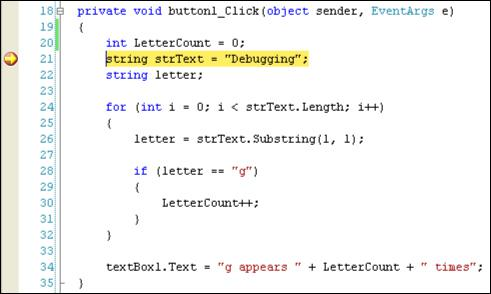 18 private void button1_Click(object sender, EventArgs e)
19 {
20 int LetterCount = 0;
21 string strText = "Debugging";
22 string letter;
23
24 for (int i = 0; i < strText.Length; i++)
25 {
26 letter = strText.Substring(1, 1);
27
28 if (letter == "g")
29 {
30 LetterCount++;
31 }
32 }
33
34 textBox1.Text = "g appears " + LetterCount + " times";
35 }